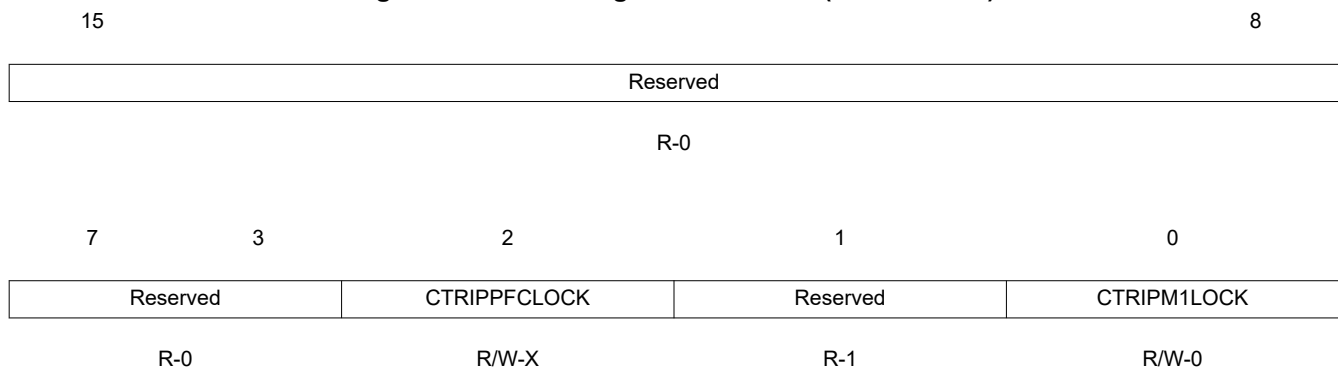 15 8
Reserved
R-0
7 3 2 1 0
Reserved CTRIPPFCLOCK Reserved CTRIPM1LOCK
R-0 R/W-X R-1 R/W-0